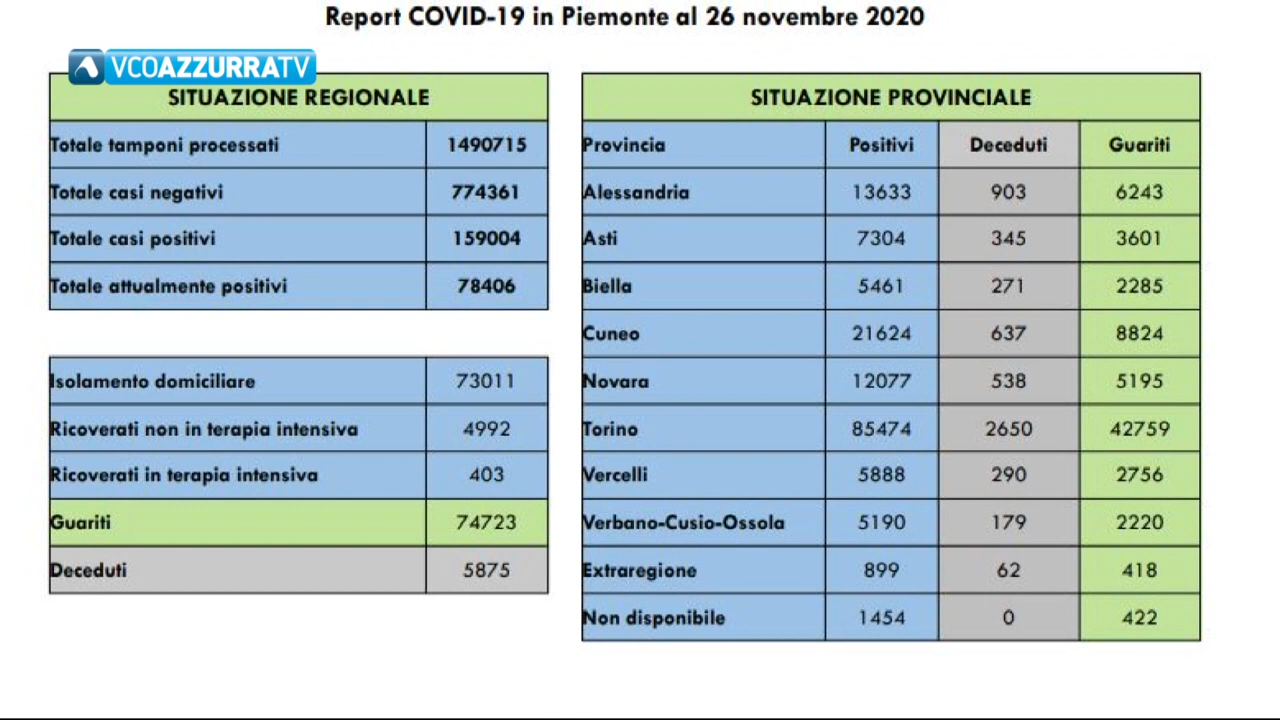 Report COVID-19 in Piemonte al 26 novembre 2020
VCOAZZURRATV
SITUAZIONE REGIONALE
Totale tamponi processati 1490715
Totale casi negativi 774361
Totale casi positivi 159004
Totale attualmente positivi 78406
Isolamento domiciliare 73011
Ricoverati non in terapia intensiva 4992
Ricoverati in terapia intensiva 403
Guariti 74723
Deceduti 5875
SITUAZIONE PROVINCIALE
Provincia Positivi Deceduti Guariti
Alessandria 13633 903 6243
Asti 7304 345 3601
Biella 5461 271 2285
Cuneo 21624 637 8824
Novara 12077 538 5195
Torino 85474 2650 42759
Vercelli 5888 290 2756
Verbano-Cusio-Ossola 5190 179 2220
Extraregione 899 62 418
Non disponibile 1454 0 422